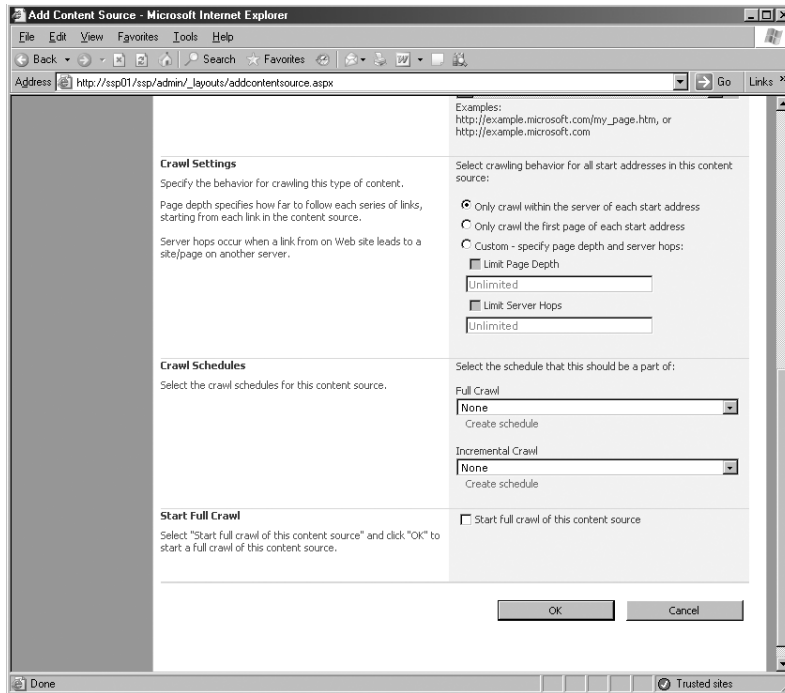 Add Content Source - Microsoft Internet Explorer
File Edit View Favorites Tools Help
Back Search Favorites
Address http://ssp01/ssp/admin/_layouts/addcontentsource.aspx Go Links »
Examples:
http://example.microsoft.com/my_page.htm, or
http://example.microsoft.com
Crawl Settings
Specify the behavior for crawling this type of content.
Page depth specifies how far to follow each series of links,
starting from each link in the content source.
Server hops occur when a link from on Web site leads to a
site/page on another server.
Select crawling behavior for all start addresses in this content
source:
Only crawl within the server of each start address
Only crawl the first page of each start address
Custom - specify page depth and server hops:
Limit Page Depth
Unlimited
Limit Server Hops
Unlimited
Crawl Schedules
Select the crawl schedules for this content source.
Select the schedule that this should be a part of:
Full Crawl
None
Create schedule
Incremental Crawl
None
Create schedule
Start Full Crawl
Select "Start full crawl of this content source" and click "OK" to
start a full crawl of this content source.
Start full crawl of this content source
OK Cancel
Done Trusted sites